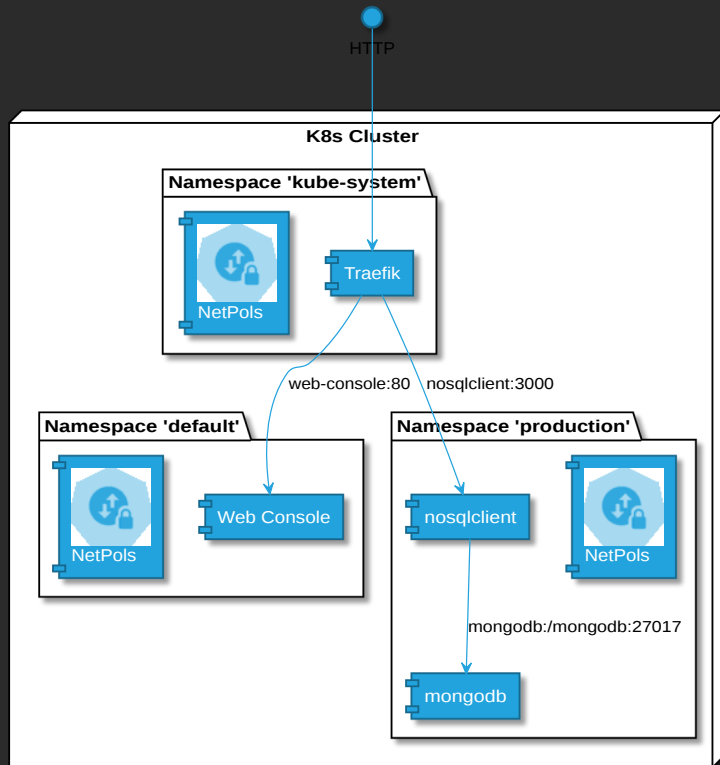 HTTP
K8s Cluster
Namespace 'kube-system'
NetPols
Traefik
web-console:80
nosqlclient:3000
Namespace 'default'
NetPols
Web Console
Namespace 'production'
nosqlclient
NetPols
mongodb:/mongodb:27017
mongodb